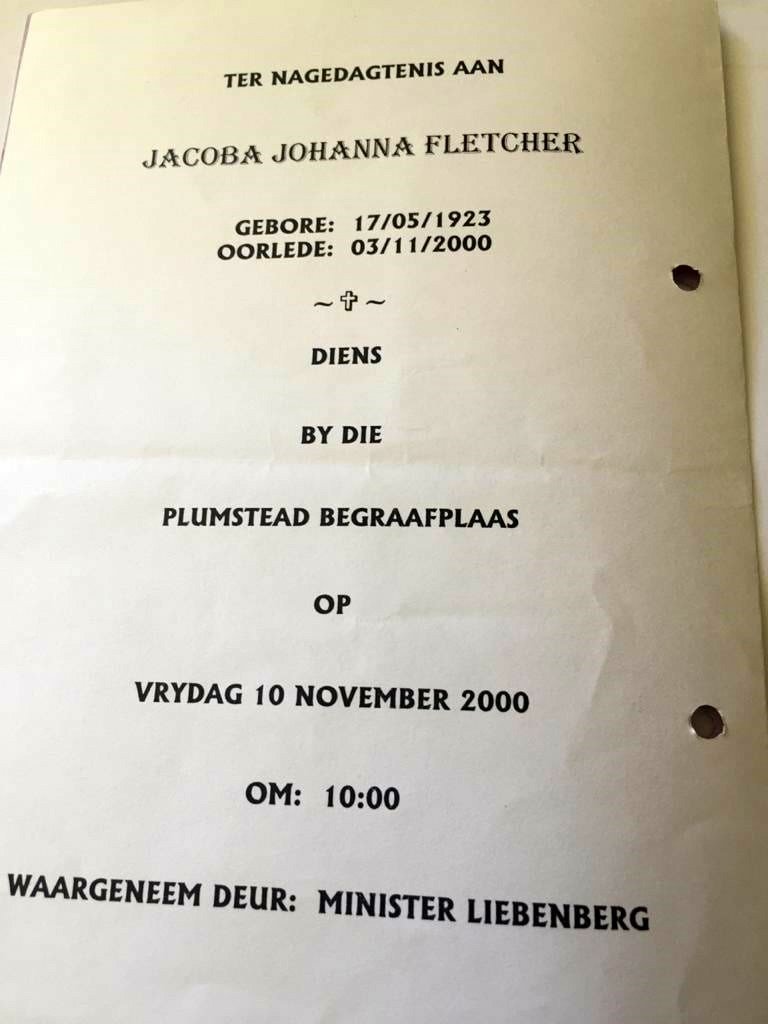 TER NAGEDAGTENIS AAN
JACOBA JOHANNA FLETCHER
GEBORE: 17/05/1923
OORLEDE: 03/11/2000
~ ✞ ~
DIENS
BY DIE
PLUMSTEAD BEGRAAFPLAAS
OP
VRYDAG 10 NOVEMBER 2000
OM: 10:00
WAARGENEEM DEUR: MINISTER LIEBENBERG